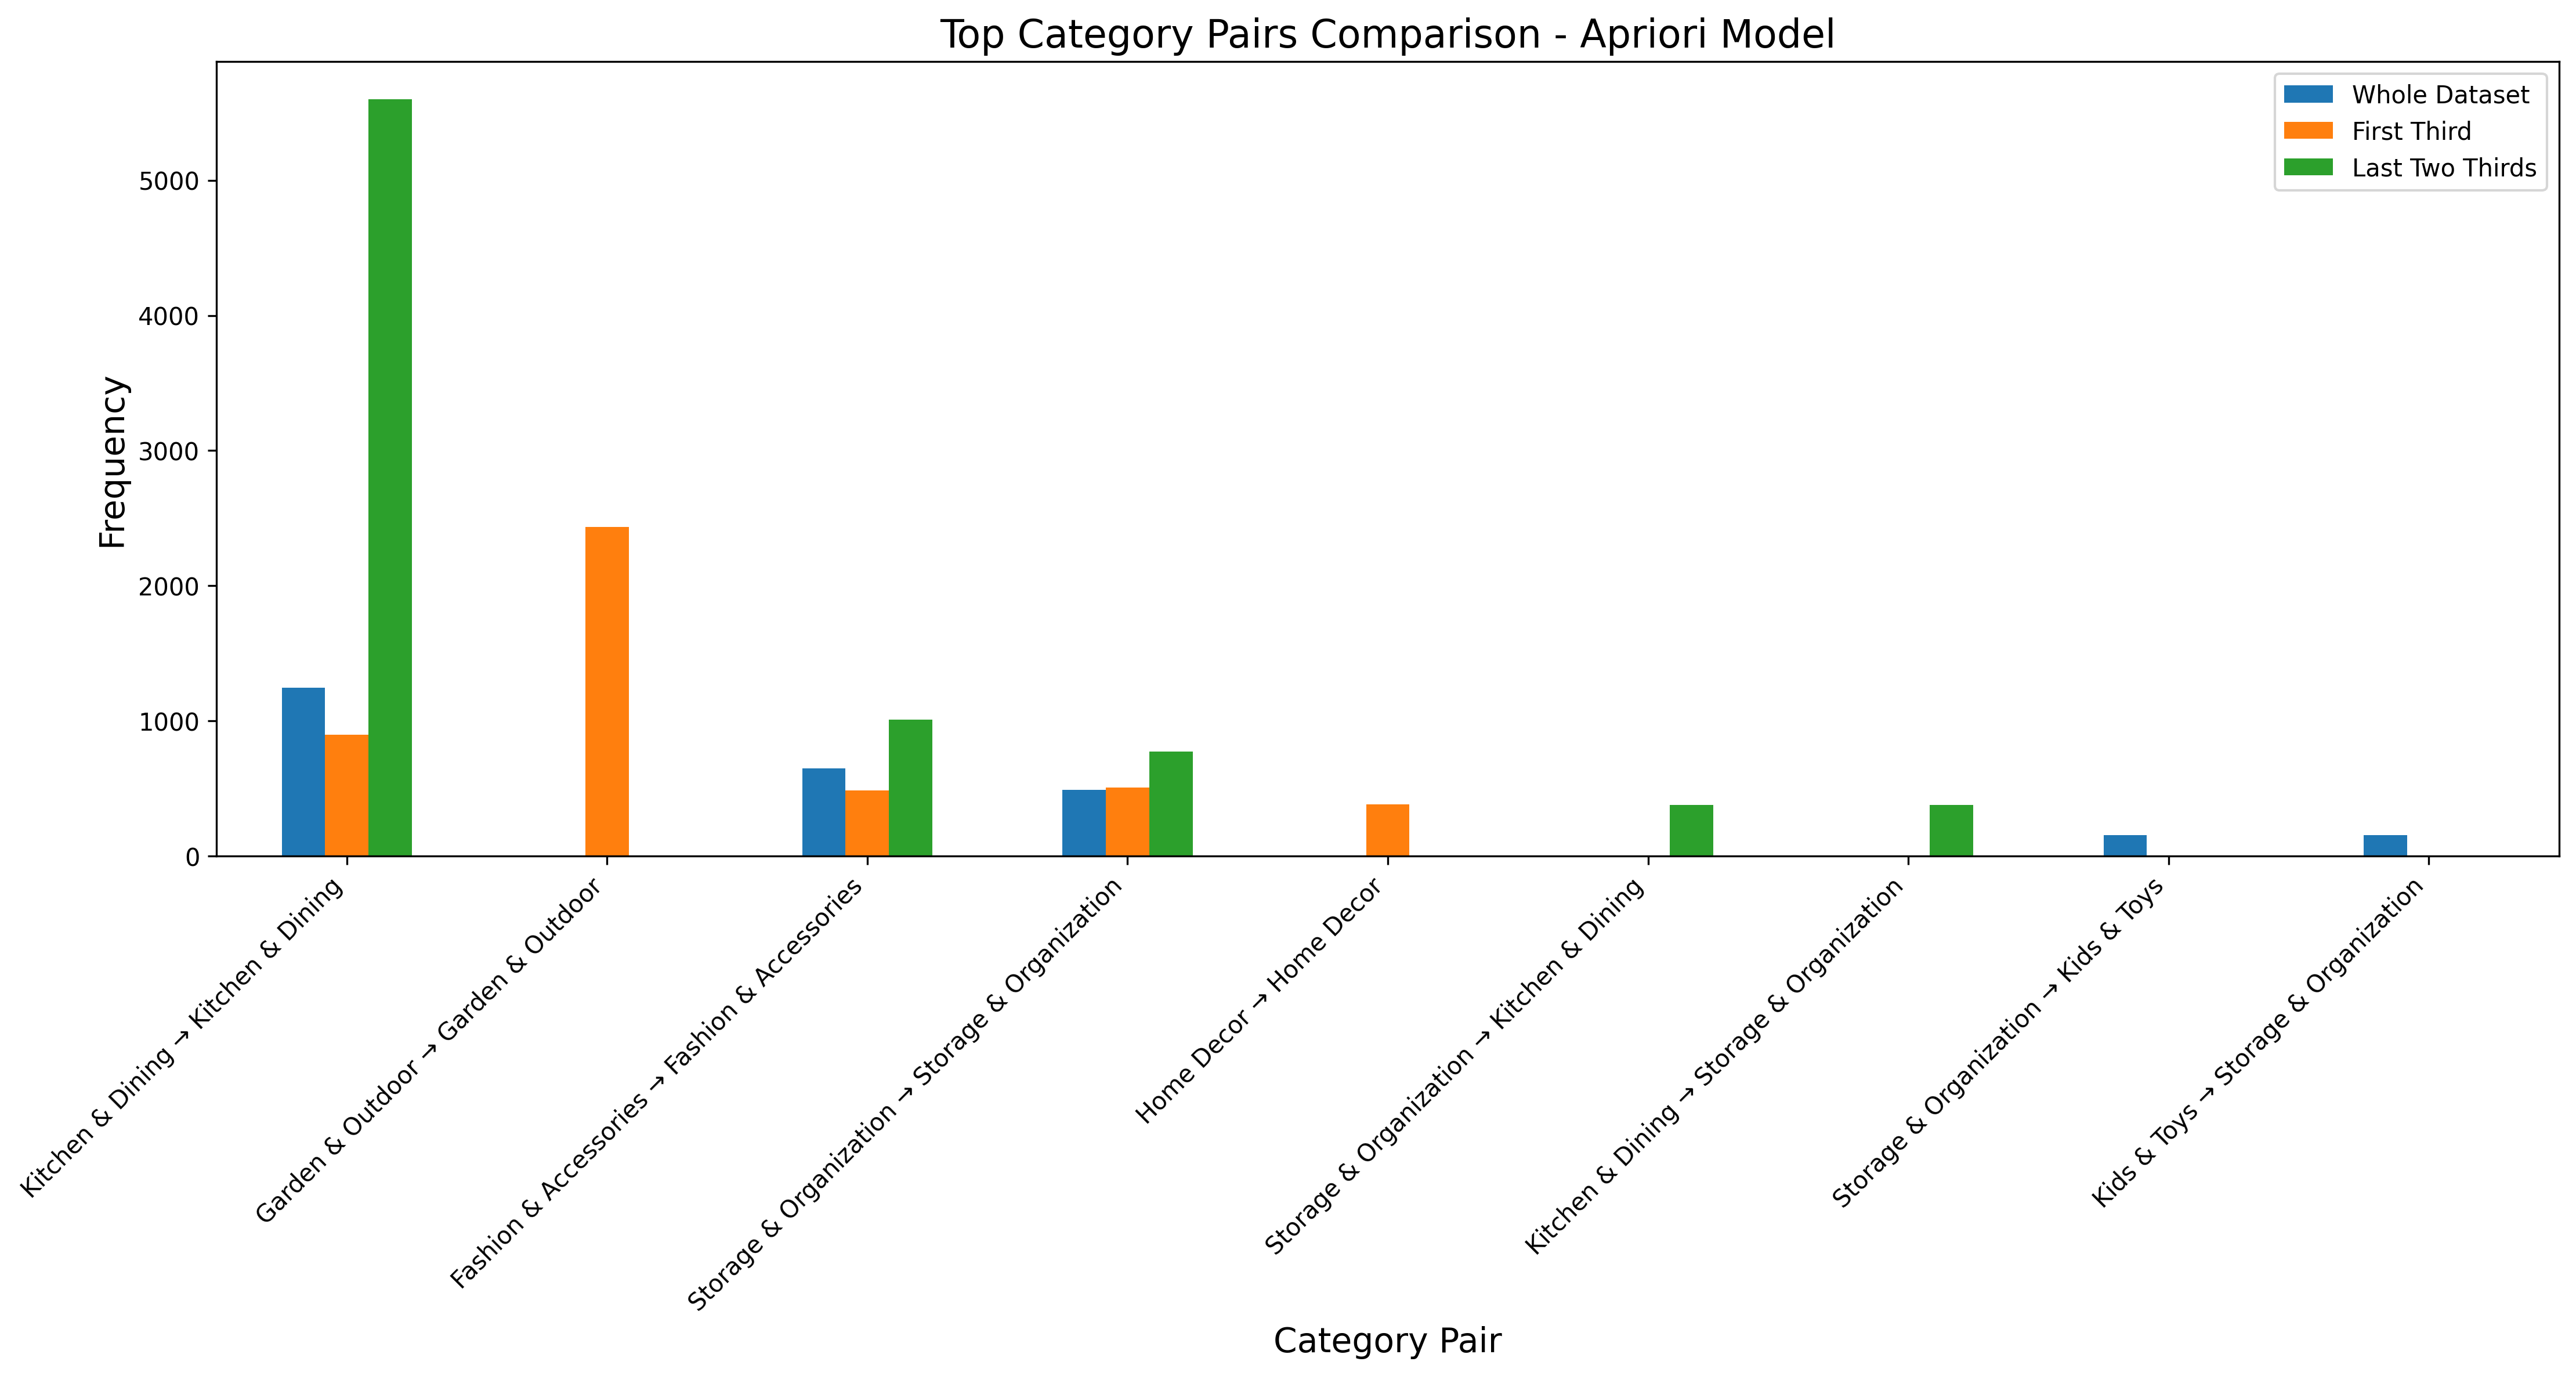 Top Category Pairs Comparison - Apriori Model
Whole Dataset
First Third
Last Two Thirds
Frequency
5000
4000
3000
2000
1000
0
Kitchen & Dining → Kitchen & Dining
Garden & Outdoor → Garden & Outdoor
Fashion & Accessories → Fashion & Accessories
Storage & Organization → Storage & Organization
Home Decor → Home Decor
Storage & Organization → Kitchen & Dining
Kitchen & Dining → Storage & Organization
Storage & Organization → Kids & Toys
Kids & Toys → Storage & Organization
Category Pair